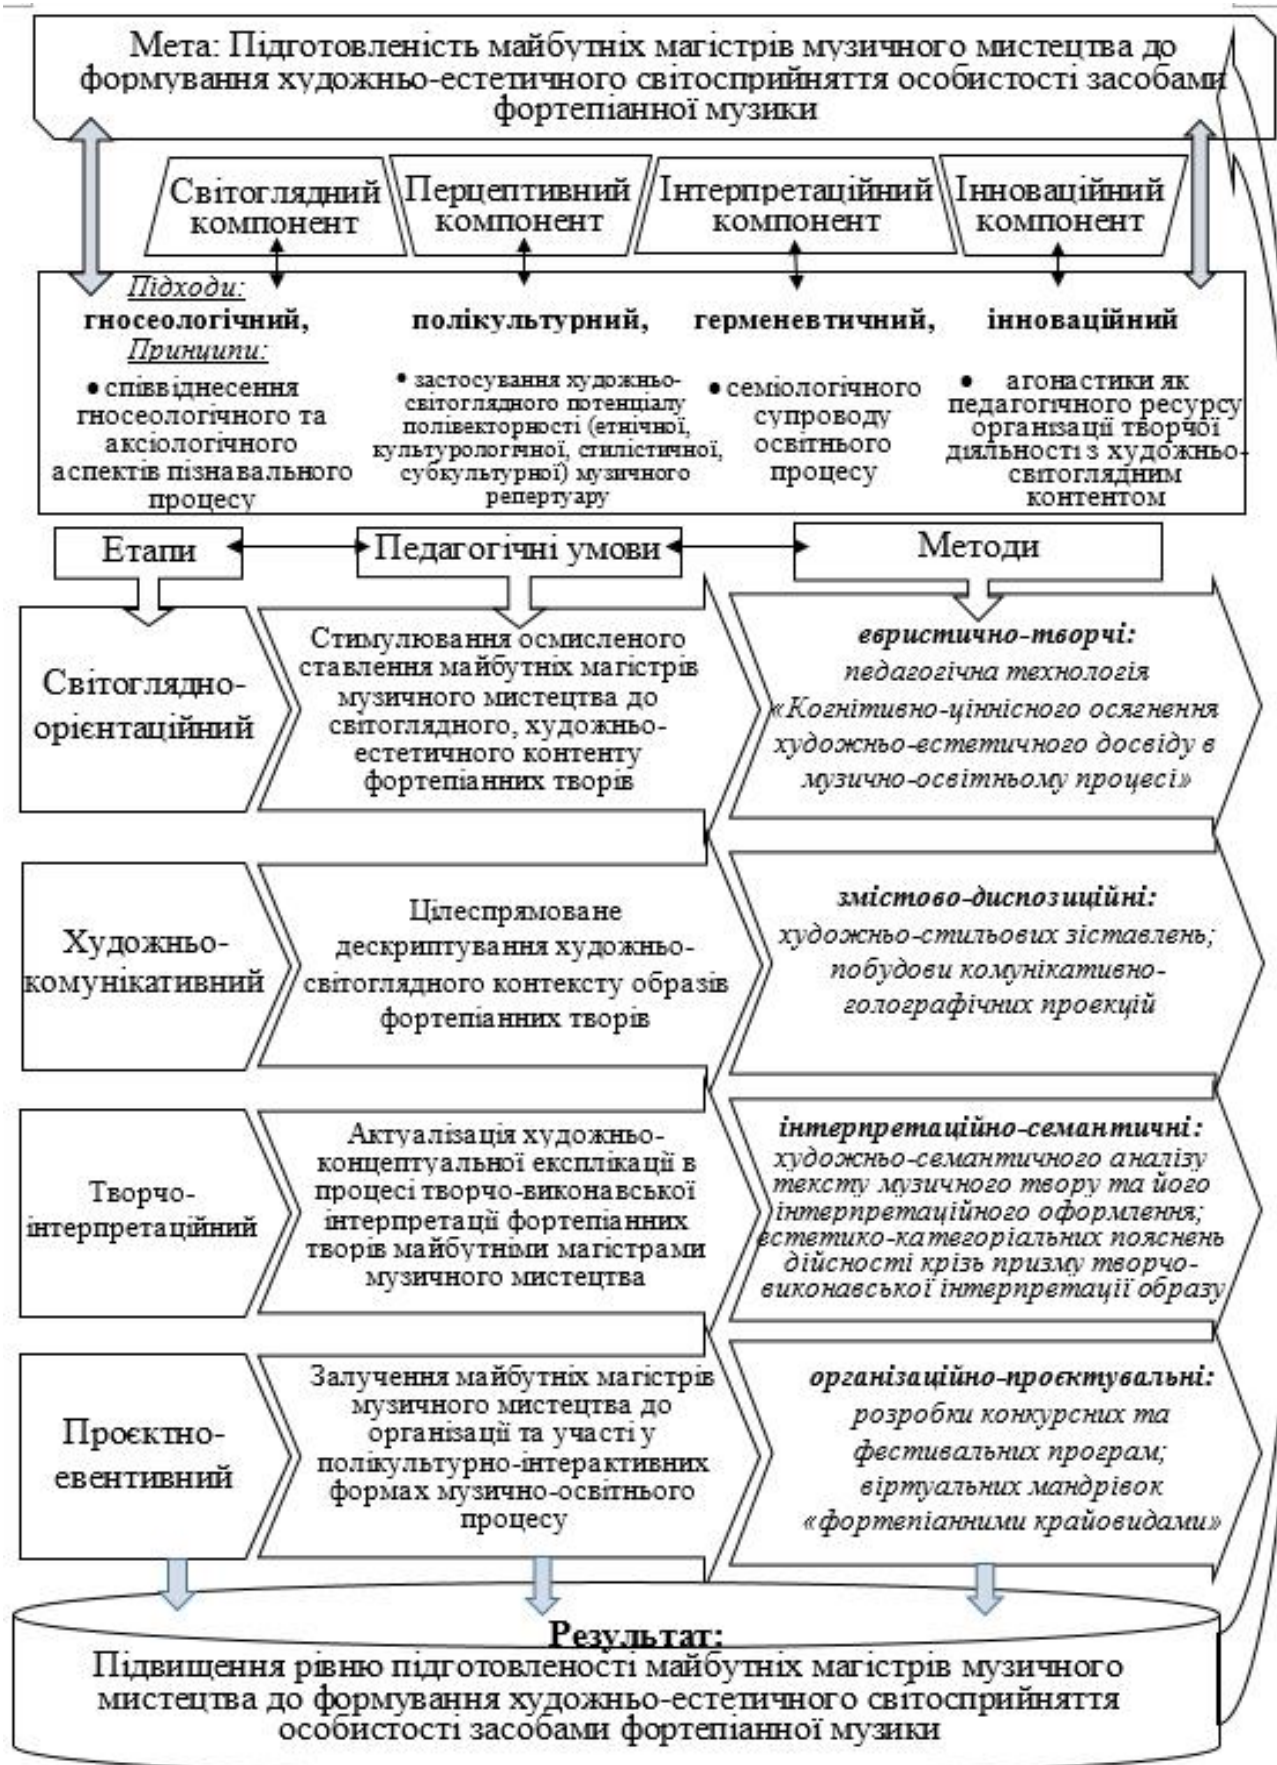 Мета: Підготовленість майбутніх магістрів музичного мистецтва до
формування художньо-естетичного світосприйняття особистості засобами
фортепіанної музики
Світоглядний
компонент
Перцептивний
компонент
Інтерпретаційний
компонент
Інноваційний
компонент
Підходи:
гносеологічний,
полікультурний,
герменевтичний,
інноваційний
Принципи:
• співвіднесення
гносеологічного та
аксіологічного
аспектів пізнавального
процесу
• застосування художньо-
світоглядного потенціалу
полівекторності (етнічної,
культурологічної, стилістичної,
субкультурної) музичного
репертуару
• семіологічного
супроводу
освітнього
процесу
• агонастики як
педагогічного ресурсу
організації творчої
діяльності з художньо-
світоглядним
контентом
Етапи
Педагогічні умови
Методи
Світоглядно-
орієнтаційний
Стимулювання осмисленого
ставлення майбутніх магістрів
музичного мистецтва до
світоглядного, художньо-
естетичного контенту
фортепіанних творів
евристично-творчі:
педагогічна технологія
«Когнітивно-ціннісного осягнення
художньо-естетичного досвіду в
музично-освітньому процесі»
Художньо-
комунікативний
Цілеспрямоване
дескриптування художньо-
світоглядного контексту образів
фортепіанних творів
змістово-диспозиційні:
художньо-стильових зіставлень;
побудови комунікативно-
голографічних проекцій
Творчо-
інтерпретаційний
Актуалізація художньо-
концептуальної експлікації в
процесі творчо-виконавської
інтерпретації фортепіанних
творів майбутніми магістрами
музичного мистецтва
інтерпретаційно-семантичні:
художньо-семантичного аналізу
тексту музичного твору та його
інтерпретаційного оформлення;
естетико-категоріальних пояснень
дійсності крізь призму творчо-
виконавської інтерпретації образу
Проєктно-
евентивний
Залучення майбутніх магістрів
музичного мистецтва до
організації та участі у
полікультурно-інтерактивних
формах музично-освітнього
процесу
організаційно-проєктувальні:
розробки конкурсних та
фестивальних програм;
віртуальних мандрівок
«фортепіанними крайовидами»
Результат:
Підвищення рівню підготовленості майбутніх магістрів музичного
мистецтва до формування художньо-естетичного світосприйняття
особистості засобами фортепіанної музики